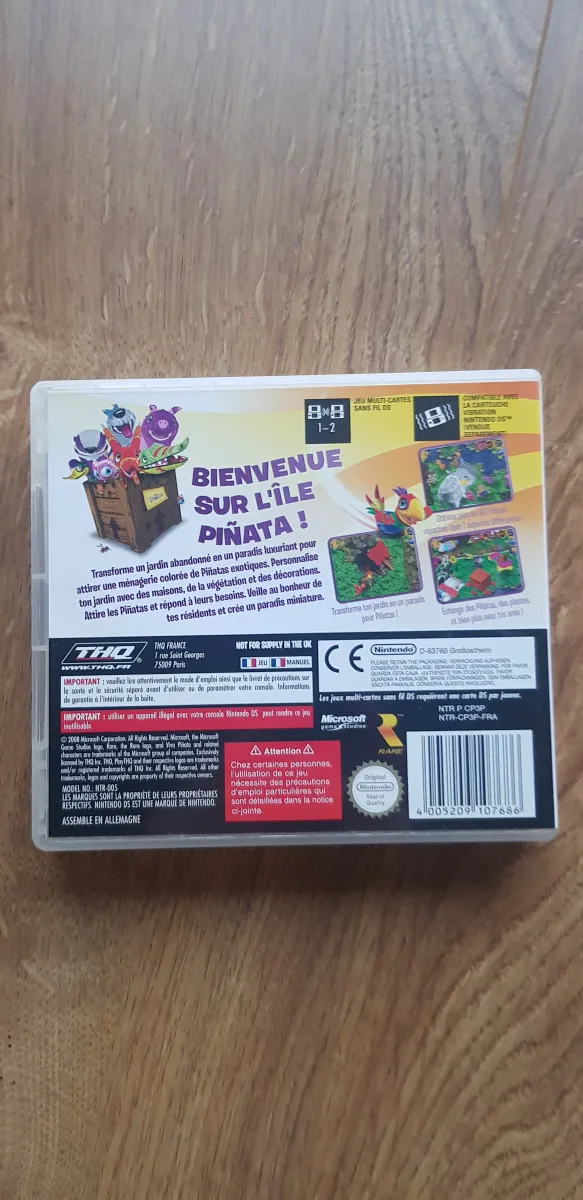 JEU MULTI-CARTES
SANS FIL DS
1-2
COMPATIBLE AVEC
LA CARTOUCHE
VIBRATION
NINTENDO DS™
(VENDUE
SÉPARÉMENT)
BIENVENUE
SUR L'ÎLE
PIÑATA !
Transforme un jardin abandonné en un paradis luxuriant pour
attirer une ménagerie colorée de Piñatas exotiques. Personnalise
ton jardin avec des maisons, de la végétation et des décorations.
Attire les Piñatas et répond à leurs besoins. Veille au bonheur de
tes résidents et crée un paradis miniature.
Transforme ton jardin en un paradis
pour Piñatas !
Échange des Piñatas, des plantes
et bien plus avec tes amis !
THQ
WWW.THQ.FR
THQ FRANCE
1 rue Saint Georges
75009 Paris
NOT FOR SUPPLY IN THE UK
JEU
MANUEL
IMPORTANT : veuillez lire attentivement le mode d'emploi ainsi que le livret de précautions sur
la santé et la sécurité séparé avant d'utiliser ou de paramétrer votre console. Informations
de garantie à l'intérieur de la boîte.
IMPORTANT : utiliser un appareil illégal avec votre console Nintendo DS peut rendre ce jeu
inutilisable.
© 2008 Microsoft Corporation. All Rights Reserved. Microsoft, the Microsoft
Game Studios logo, Rare, the Rare logo, and Viva Piñata and related
characters are trademarks of the Microsoft group of companies. Exclusively
licensed by THQ Inc. THQ, PlayTHQ and their respective logos are trademarks
and/or registered trademarks of THQ Inc. All Rights Reserved. All other
trademarks, logos and copyrights are property of their respective owners.
MODEL NO.: NTR-005
LES MARQUES SONT LA PROPRIÉTÉ DE LEURS PROPRIÉTAIRES
RESPECTIFS. NINTENDO DS EST UNE MARQUE DE NINTENDO.
ASSEMBLE EN ALLEMAGNE
Attention
Chez certaines personnes,
l'utilisation de ce jeu
nécessite des précautions
d'emploi particulières qui
sont détaillées dans la notice
ci-jointe.
CE
Nintendo
D-63760 Großostheim
PLEASE RETAIN THE PACKAGING. VERPACKUNG AUFHEBEN.
CONSERVER L'EMBALLAGE. BEWAAR DEZE VERPAKKING. POR FAVOR,
Les jeux multi-cartes sans fil DS requièrent une carte DS par joueur.
Microsoft
game studios
RARE
NTR P CP3P
NTR-CP3P-FRA
Original
Nintendo
Seal of
Quality
4 005209 107686